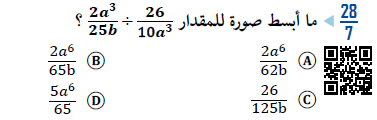 28/7 ◀ ما أبسط صورة للمقدار 2a³/25b ÷ 26/10a³ ؟
Ⓐ 2a⁶/62b Ⓑ 2a⁶/65b
Ⓒ 26/125b Ⓓ 5a⁶/65